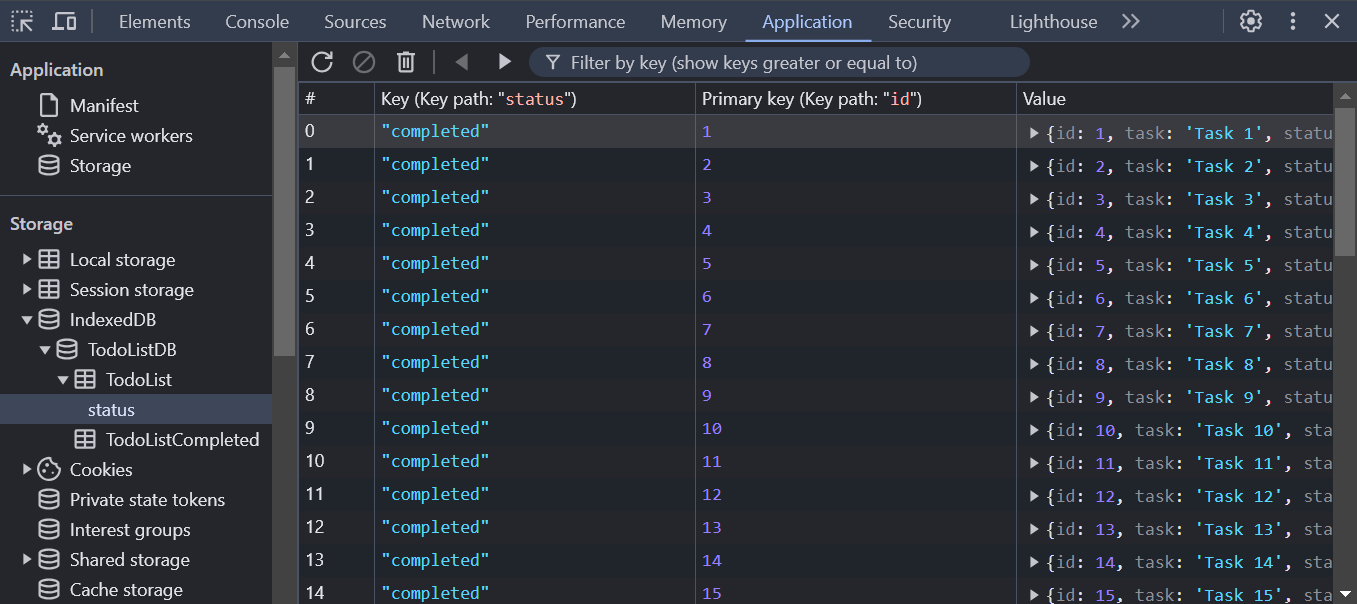 Elements Console Sources Network Performance Memory Application Security Lighthouse
Filter by key (show keys greater or equal to)
Application
Manifest
Service workers
Storage
Storage
Local storage
Session storage
IndexedDB
TodoListDB
TodoList
status
TodoListCompleted
Cookies
Private state tokens
Interest groups
Shared storage
Cache storage
# Key (Key path: "status") Primary key (Key path: "id") Value
0 "completed" 1 {id: 1, task: 'Task 1', statu
1 "completed" 2 {id: 2, task: 'Task 2', statu
2 "completed" 3 {id: 3, task: 'Task 3', statu
3 "completed" 4 {id: 4, task: 'Task 4', statu
4 "completed" 5 {id: 5, task: 'Task 5', statu
5 "completed" 6 {id: 6, task: 'Task 6', statu
6 "completed" 7 {id: 7, task: 'Task 7', statu
7 "completed" 8 {id: 8, task: 'Task 8', statu
8 "completed" 9 {id: 9, task: 'Task 9', statu
9 "completed" 10 {id: 10, task: 'Task 10', sta
10 "completed" 11 {id: 11, task: 'Task 11', sta
11 "completed" 12 {id: 12, task: 'Task 12', sta
12 "completed" 13 {id: 13, task: 'Task 13', sta
13 "completed" 14 {id: 14, task: 'Task 14', sta
14 "completed" 15 {id: 15, task: 'Task 15', sta